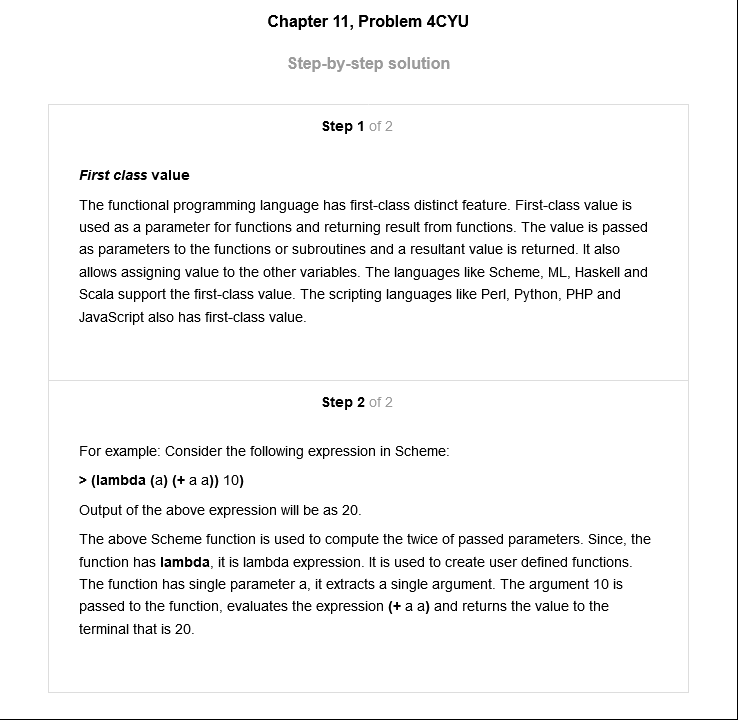 Chapter 11, Problem 4CYU
Step-by-step solution
Step 1 of 2
First class value
The functional programming language has first-class distinct feature. First-class value is
used as a parameter for functions and returning result from functions. The value is passed
as parameters to the functions or subroutines and a resultant value is returned. It also
allows assigning value to the other variables. The languages like Scheme, ML, Haskell and
Scala support the first-class value. The scripting languages like Perl, Python, PHP and
JavaScript also has first-class value.
Step 2 of 2
For example: Consider the following expression in Scheme:
> (lambda (a) (+ a a)) 10)
Output of the above expression will be as 20.
The above Scheme function is used to compute the twice of passed parameters. Since, the
function has lambda, it is lambda expression. It is used to create user defined functions.
The function has single parameter a, it extracts a single argument. The argument 10 is
passed to the function, evaluates the expression (+ a a) and returns the value to the
terminal that is 20.